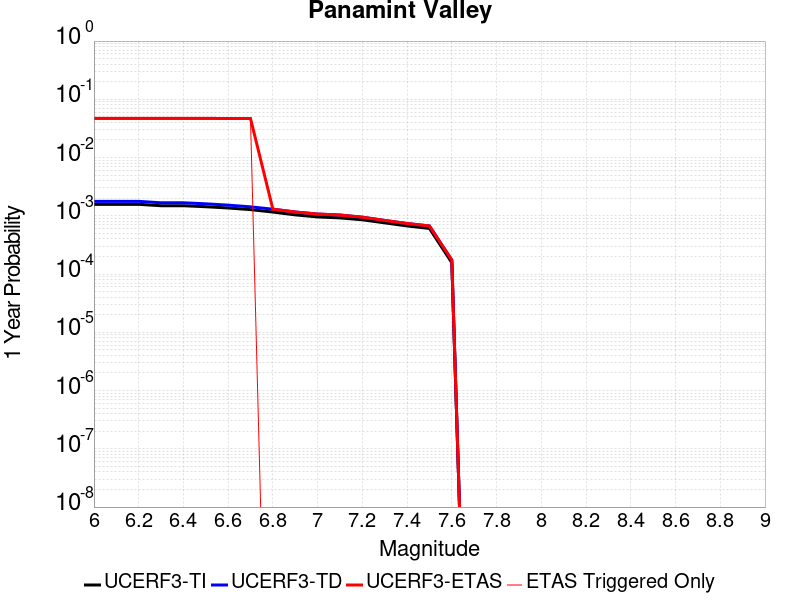 Panamint Valley
10^0
10^-1
10^-2
10^-3
10^-4
10^-5
10^-6
10^-7
10^-8
1 Year Probability
6 6.2 6.4 6.6 6.8 7 7.2 7.4 7.6 7.8 8 8.2 8.4 8.6 8.8 9
Magnitude
UCERF3-TI UCERF3-TD UCERF3-ETAS ETAS Triggered Only